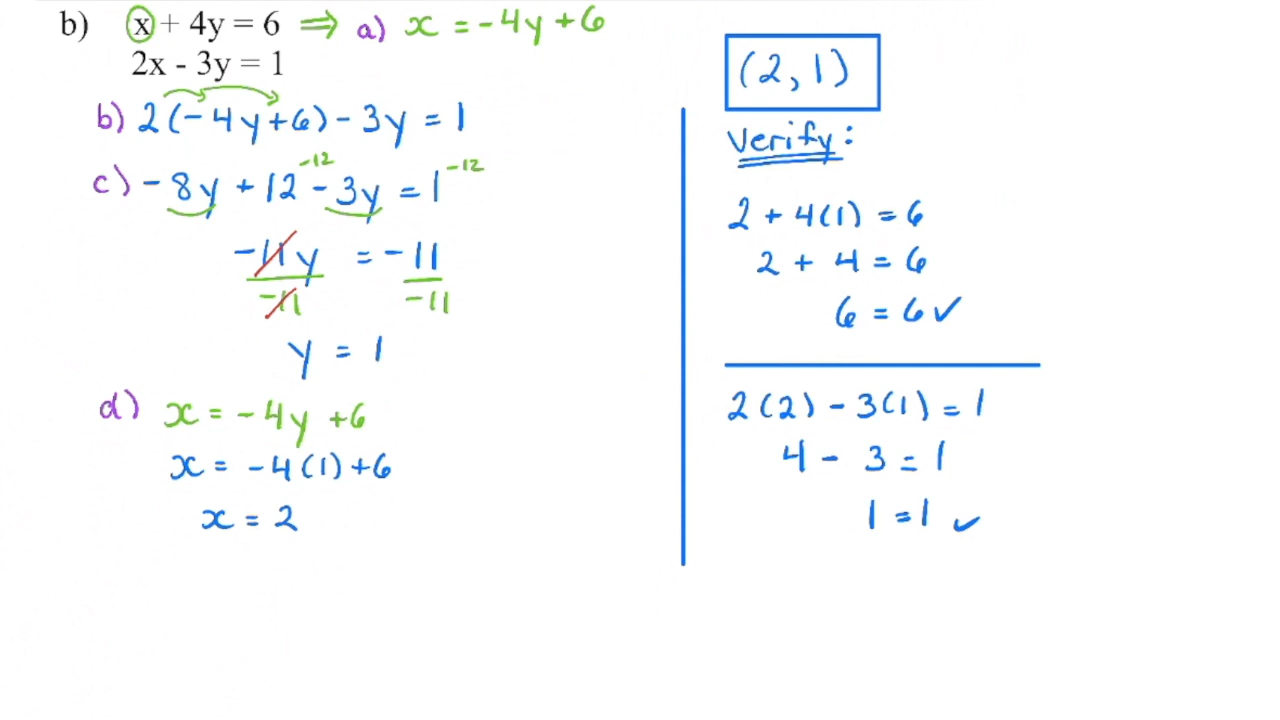 b) x + 4y = 6 ⇒ a) x = -4y + 6
2x - 3y = 1
b) 2(-4y+6) - 3y = 1
c) -8y + 12 -12 - 3y = 1 -12
-11y = -11
-11 -11
y = 1
d) x = -4y + 6
x = -4(1) + 6
x = 2
(2, 1)
Verify:
2 + 4(1) = 6
2 + 4 = 6
6 = 6 ✓
2(2) - 3(1) = 1
4 - 3 = 1
1 = 1 ✓